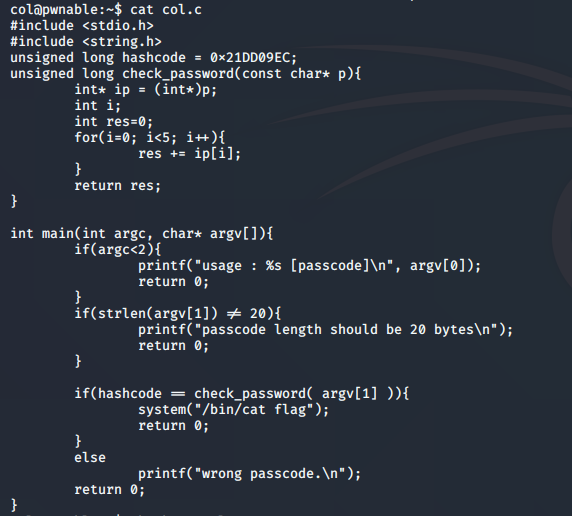 col@pwnable:~$ cat col.c
#include <stdio.h>
#include <string.h>
unsigned long hashcode = 0x21DD09EC;
unsigned long check_password(const char* p){
        int* ip = (int*)p;
        int i;
        int res=0;
        for(i=0; i<5; i++){
                res += ip[i];
        }
        return res;
}

int main(int argc, char* argv[]){
        if(argc<2){
                printf("usage : %s [passcode]\n", argv[0]);
                return 0;
        }
        if(strlen(argv[1]) != 20){
                printf("passcode length should be 20 bytes\n");
                return 0;
        }

        if(hashcode == check_password( argv[1] )){
                system("/bin/cat flag");
                return 0;
        }
        else
                printf("wrong passcode.\n");
        return 0;
}